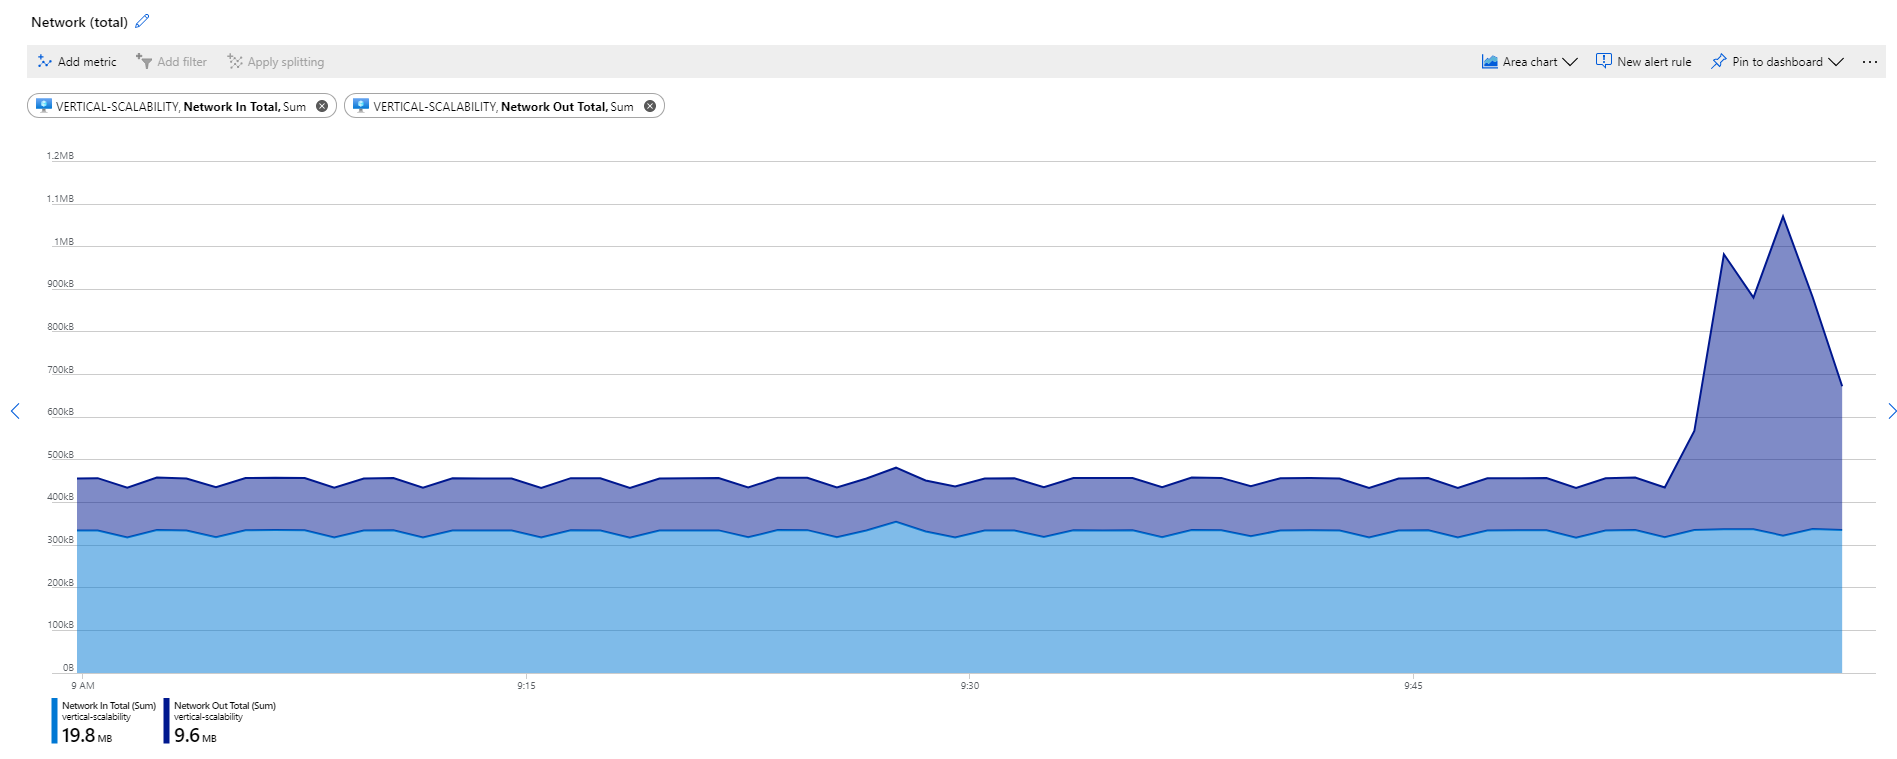 Network (total)
Add metric Add filter Apply splitting Area chart New alert rule Pin to dashboard ...
VERTICAL-SCALABILITY, Network In Total, Sum VERTICAL-SCALABILITY, Network Out Total, Sum
1.2MB
1.1MB
1MB
900kB
800kB
700kB
600kB
500kB
400kB
300kB
200kB
100kB
0B
9 AM 9:15 9:30 9:45
Network In Total (Sum) Network Out Total (Sum)
vertical-scalability vertical-scalability
19.8 MB 9.6 MB